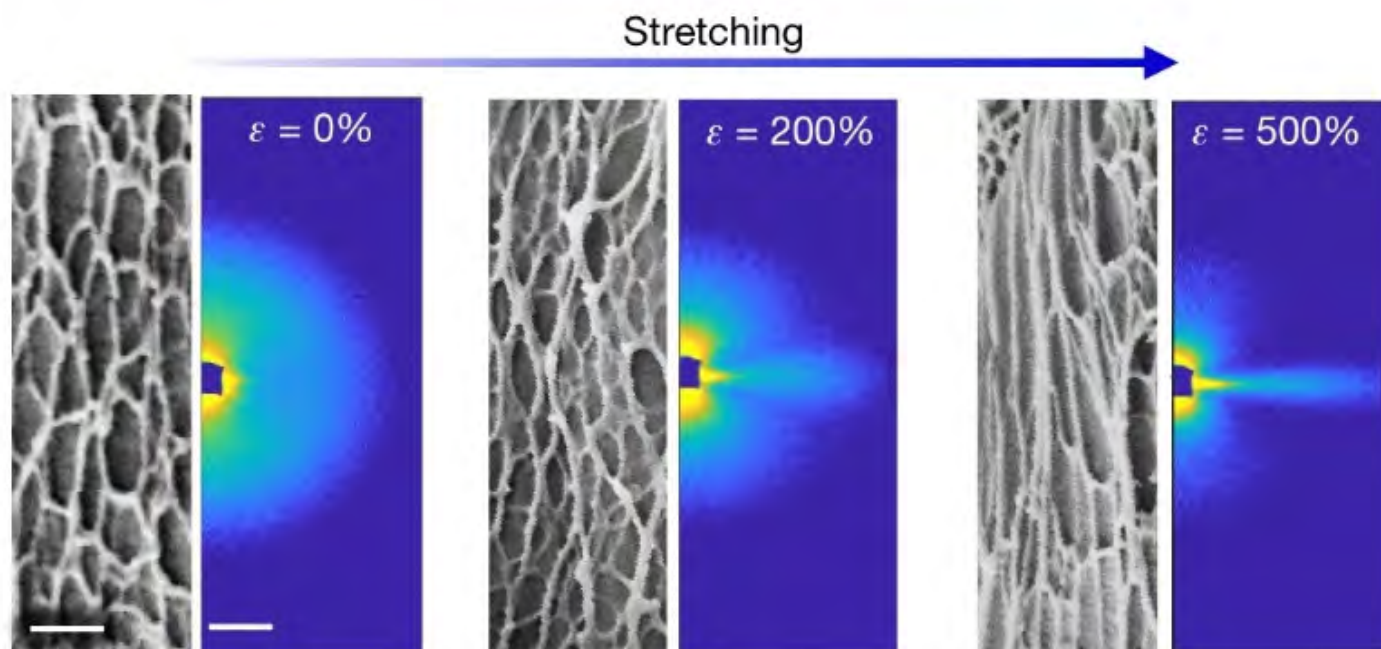 Stretching
ε = 0%
ε = 200%
ε = 500%